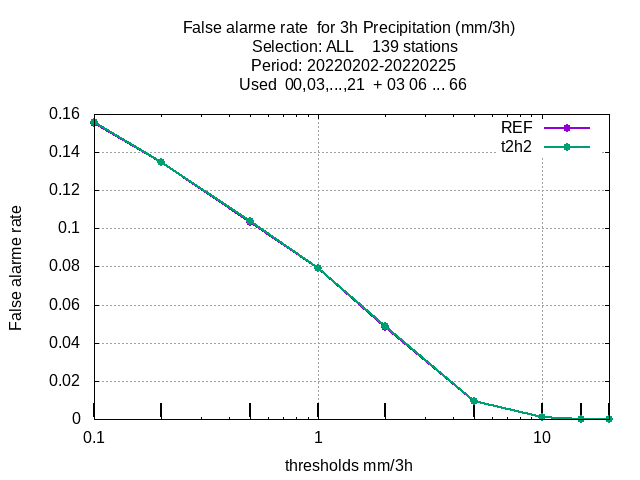 False alarme rate  for 3h Precipitation (mm/3h)
Selection: ALL    139 stations
Period: 20220202-20220225
Used  00,03,...,21  + 03 06 ... 66
REF
t2h2
0.16
0.14
0.12
0.1
0.08
0.06
0.04
0.02
0
False alarme rate
0.1
1
10
thresholds mm/3h